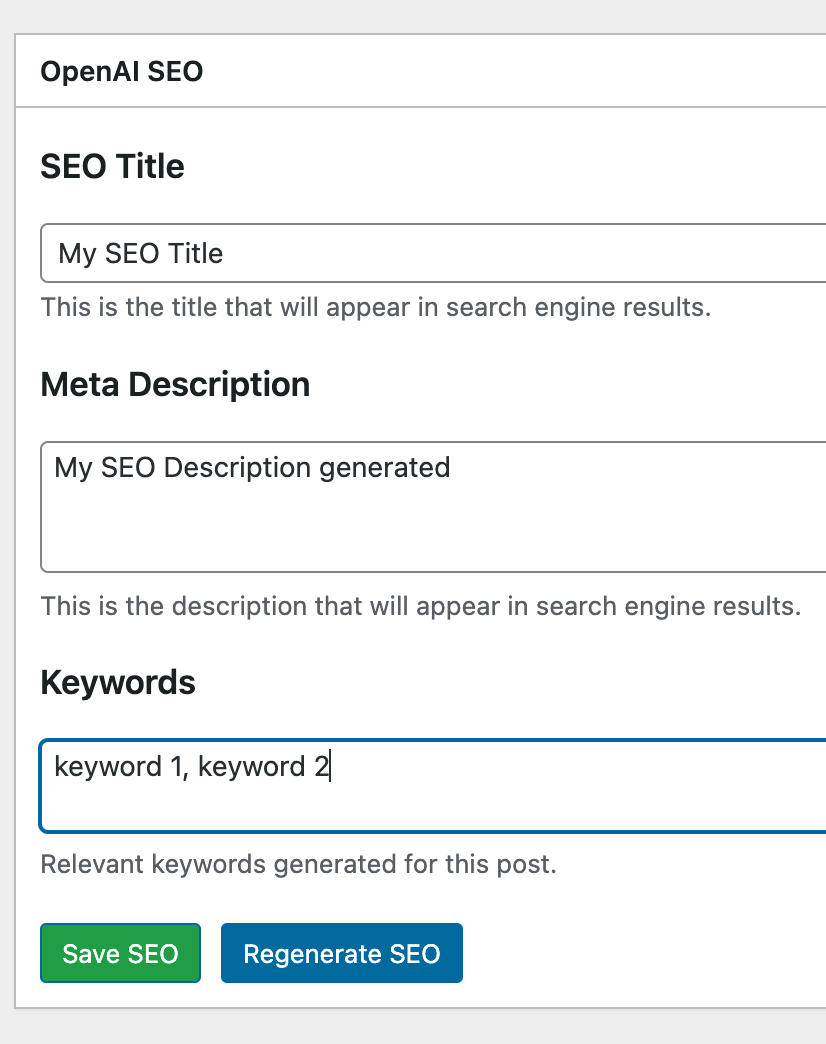 OpenAI SEO
SEO Title
My SEO Title
This is the title that will appear in search engine results.
Meta Description
My SEO Description generated
This is the description that will appear in search engine results.
Keywords
keyword 1, keyword 2
Relevant keywords generated for this post.
Save SEO
Regenerate SEO